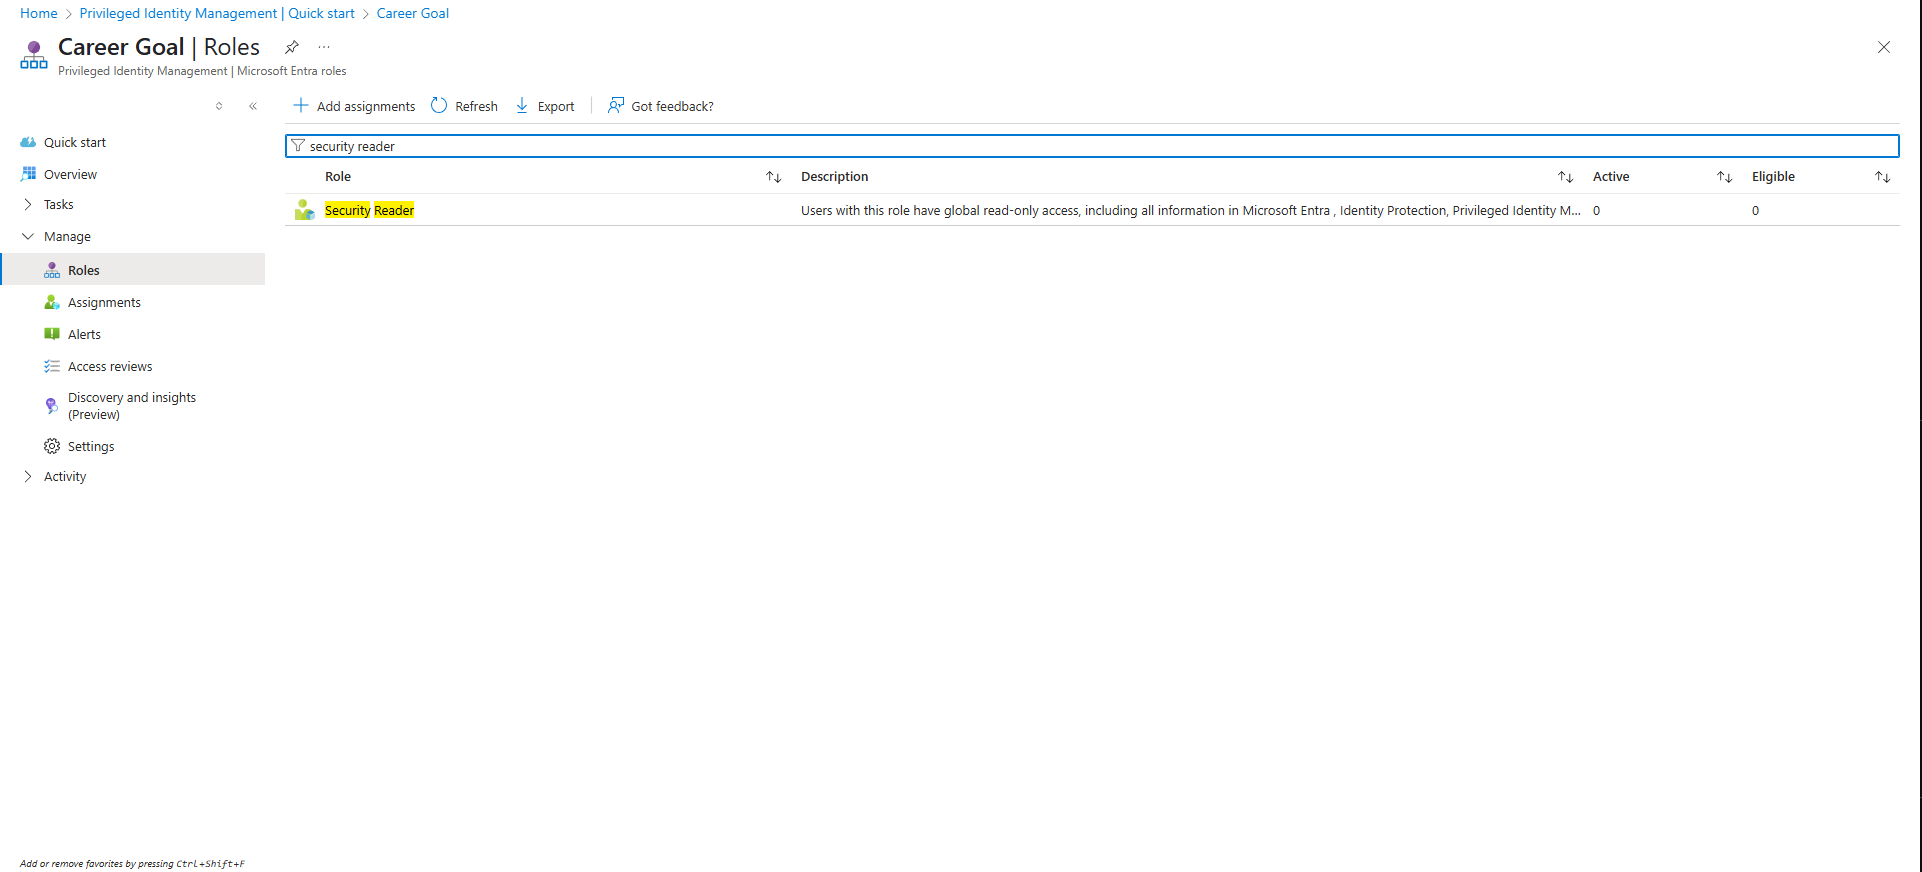 Home > Privileged Identity Management | Quick start > Career Goal
Career Goal | Roles
Privileged Identity Management | Microsoft Entra roles
Add assignments Refresh Export Got feedback?
Quick start
Overview
Tasks
Manage
Roles
Assignments
Alerts
Access reviews
Discovery and insights
(Preview)
Settings
Activity
security reader
Role Description Active Eligible
Security Reader Users with this role have global read-only access, including all information in Microsoft Entra , Identity Protection, Privileged Identity M... 0 0
Add or remove favorites by pressing Ctrl+Shift+F